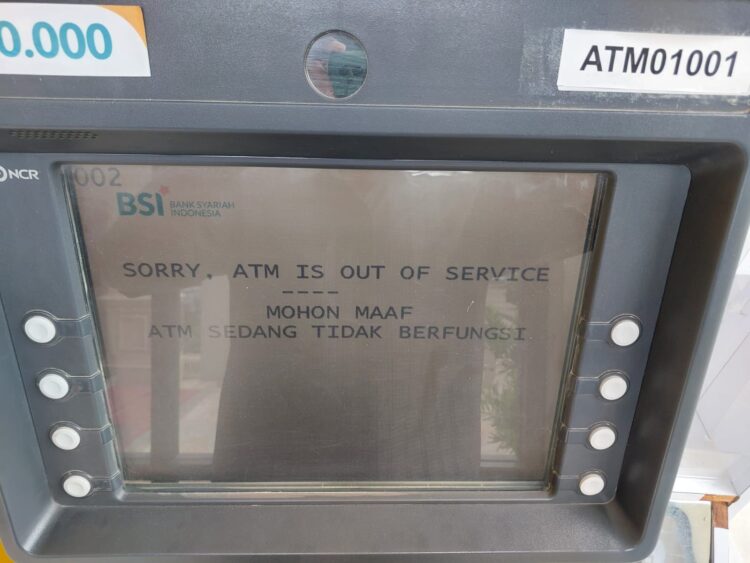 0.000
ATM01001
NCR
002
BSI BANK SYARIAH
INDONESIA
SORRY, ATM IS OUT OF SERVICE
----
MOHON MAAF
ATM SEDANG TIDAK BERFUNGSI